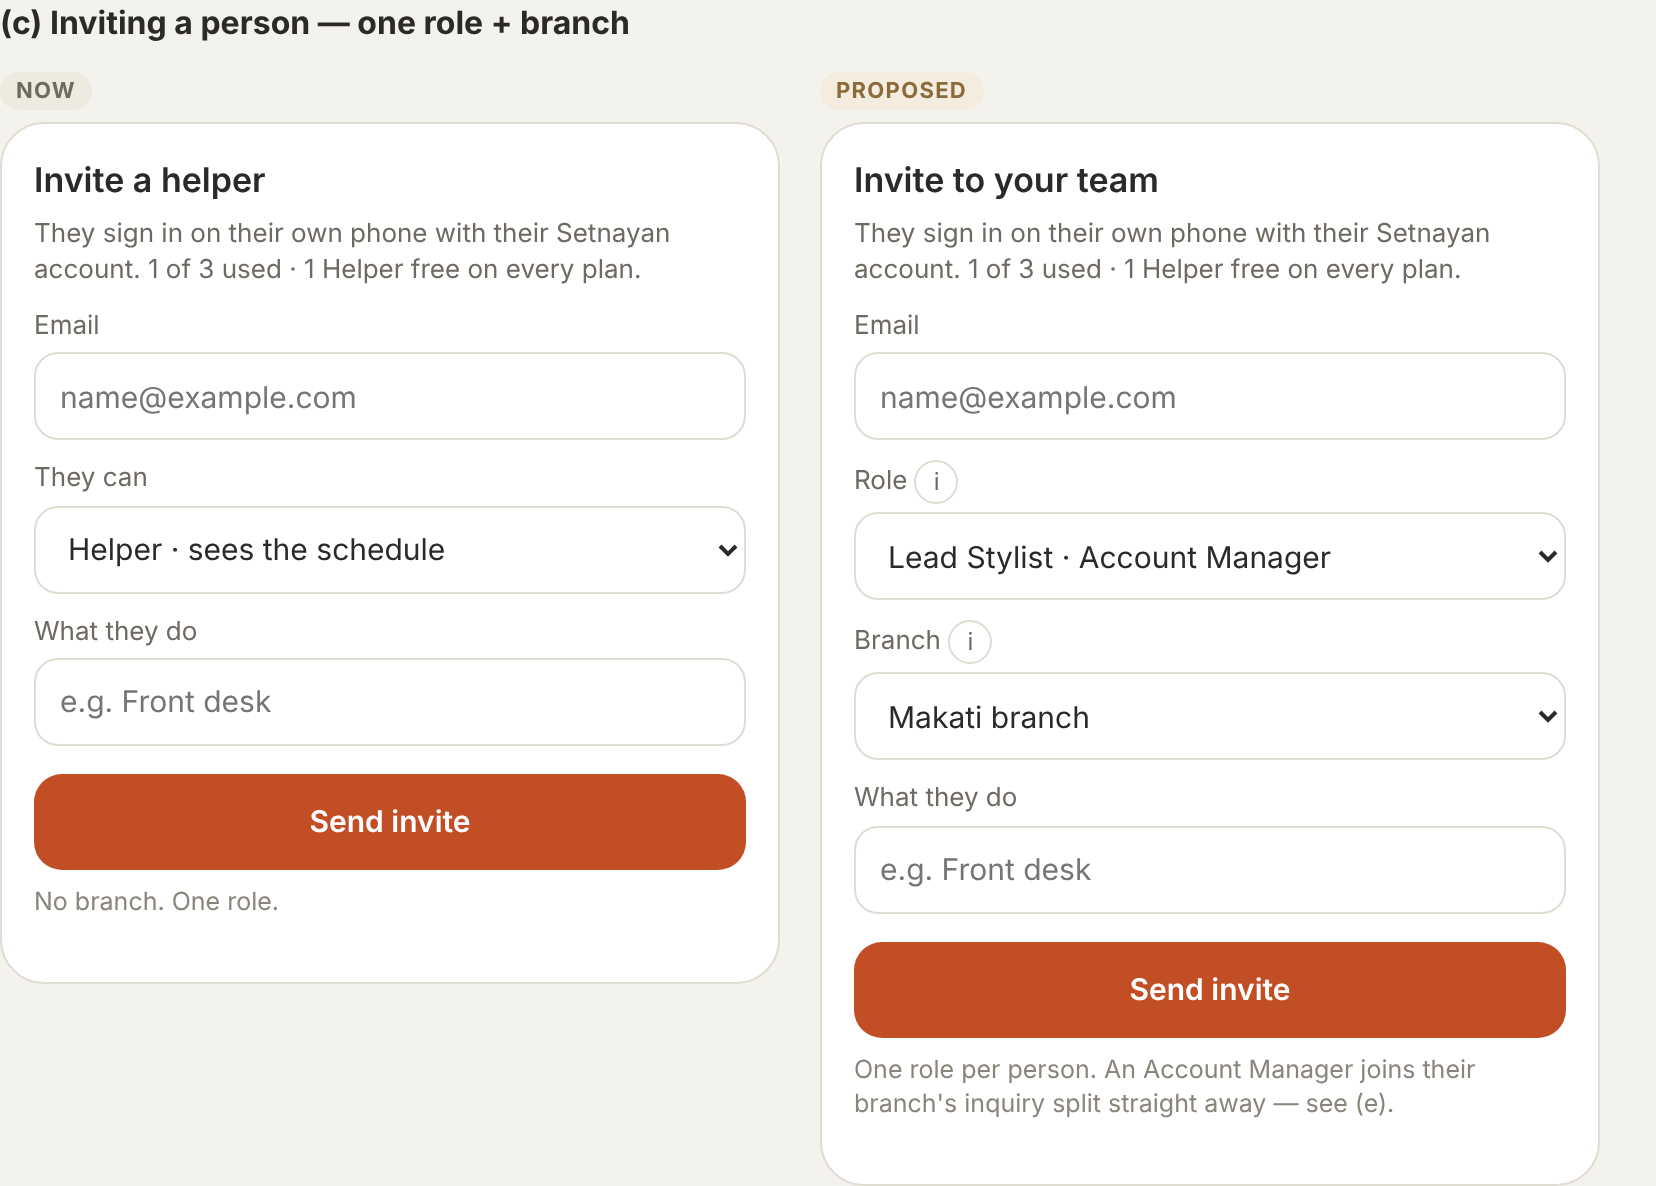 (c) Inviting a person — one role + branch
NOW
Invite a helper
They sign in on their own phone with their Setnayan
account. 1 of 3 used · 1 Helper free on every plan.
Email
name@example.com
They can
Helper · sees the schedule
What they do
e.g. Front desk
Send invite
No branch. One role.
PROPOSED
Invite to your team
They sign in on their own phone with their Setnayan
account. 1 of 3 used · 1 Helper free on every plan.
Email
name@example.com
Role i
Lead Stylist · Account Manager
Branch i
Makati branch
What they do
e.g. Front desk
Send invite
One role per person. An Account Manager joins their
branch's inquiry split straight away — see (e).